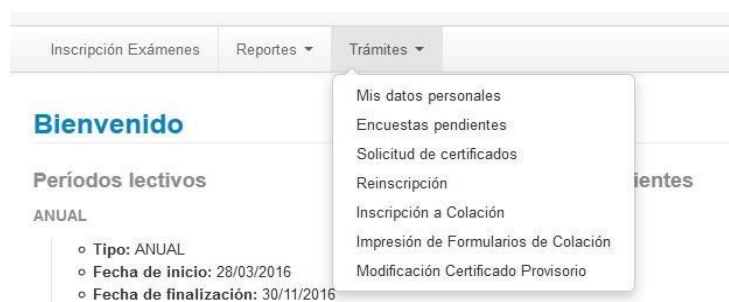 Inscripción Exámenes
Reportes
Trámites
Mis datos personales
Encuestas pendientes
Solicitud de certificados
Reinscripción
Inscripción a Colación
Impresión de Formularios de Colación
Modificación Certificado Provisorio
Bienvenido
Períodos lectivos
ientes
ANUAL
Tipo: ANUAL
Fecha de inicio: 28/03/2016
Fecha de finalización: 30/11/2016